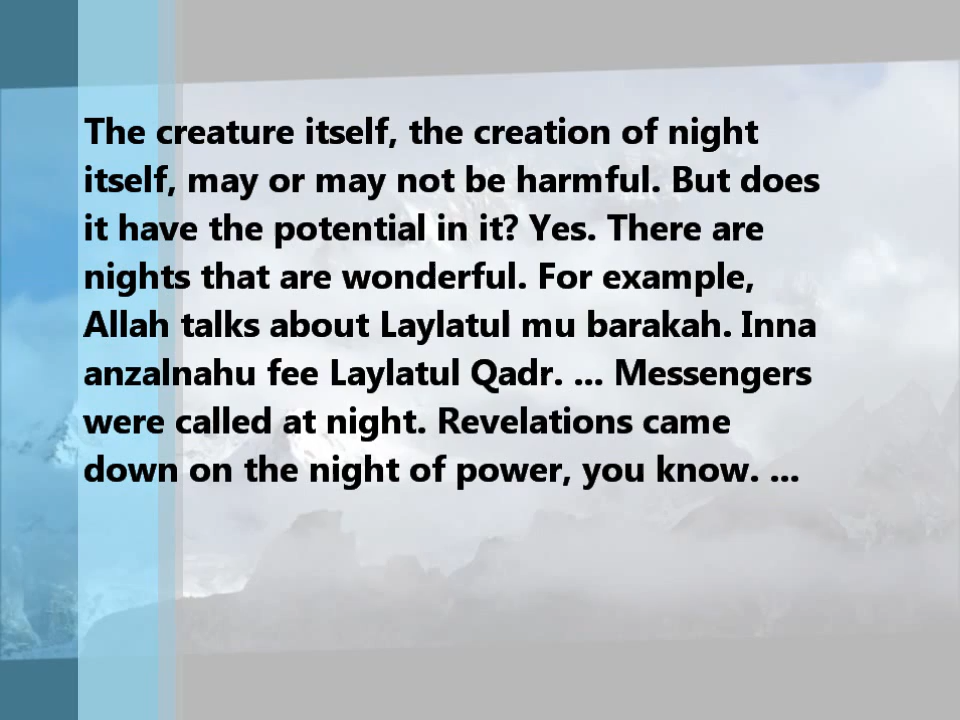 The creature itself, the creation of night
itself, may or may not be harmful. But does
it have the potential in it? Yes. There are
nights that are wonderful. For example,
Allah talks about Laylatul mu barakah. Inna
anzalnahu fee Laylatul Qadr. ... Messengers
were called at night. Revelations came
down on the night of power, you know. ...